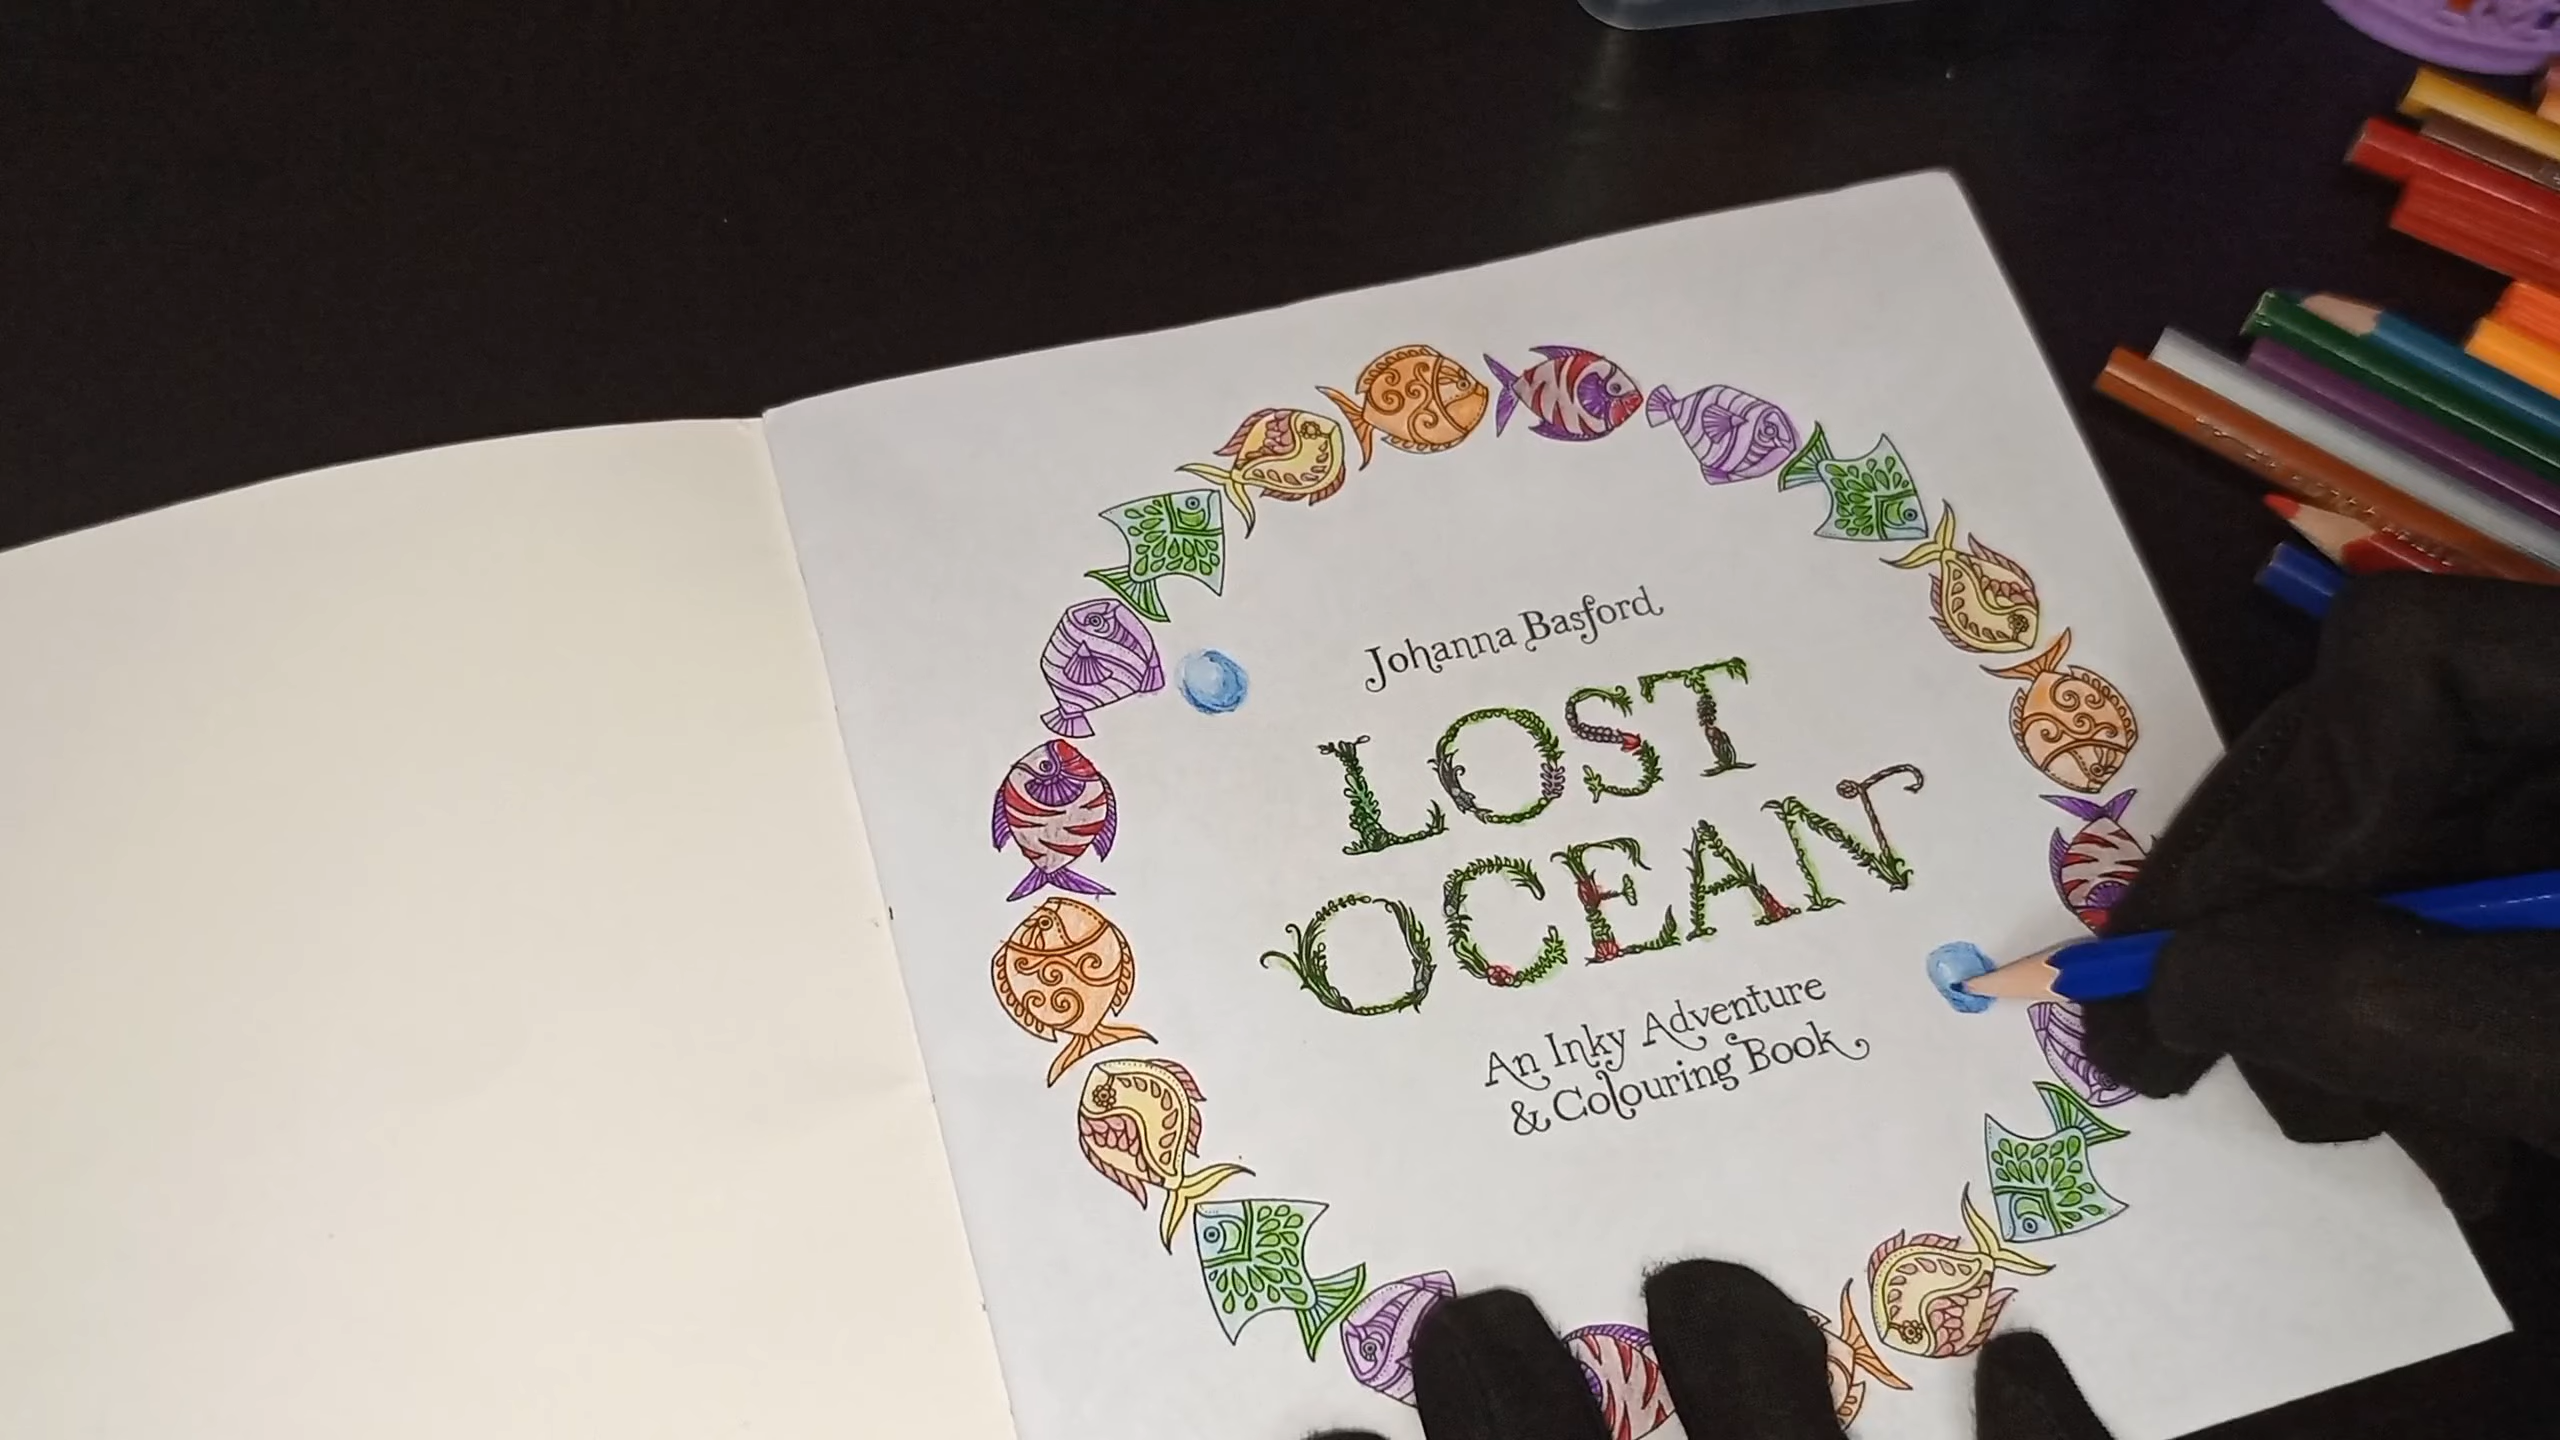 Johanna Basford
LOST
OCEAN
An Inky Adventure
& Colouring Book